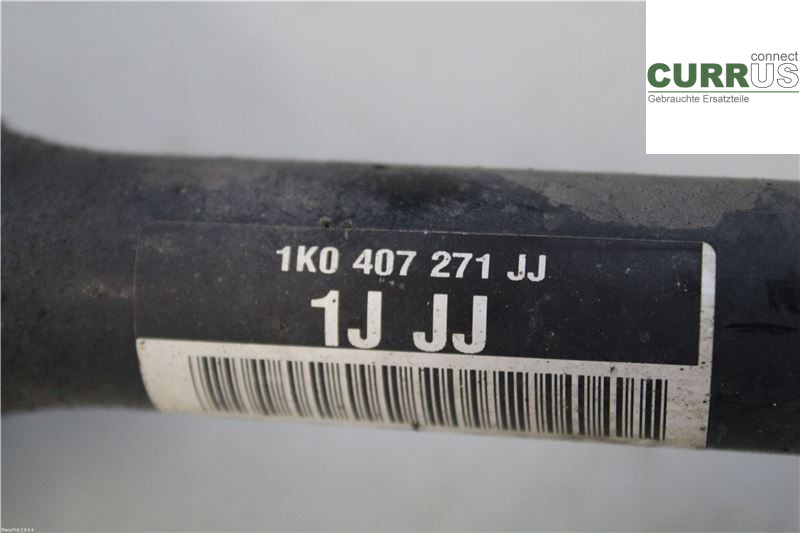 connect
CURRUS
Gebrauchte Ersatzteile
1K0 407 271 JJ
1J JJ